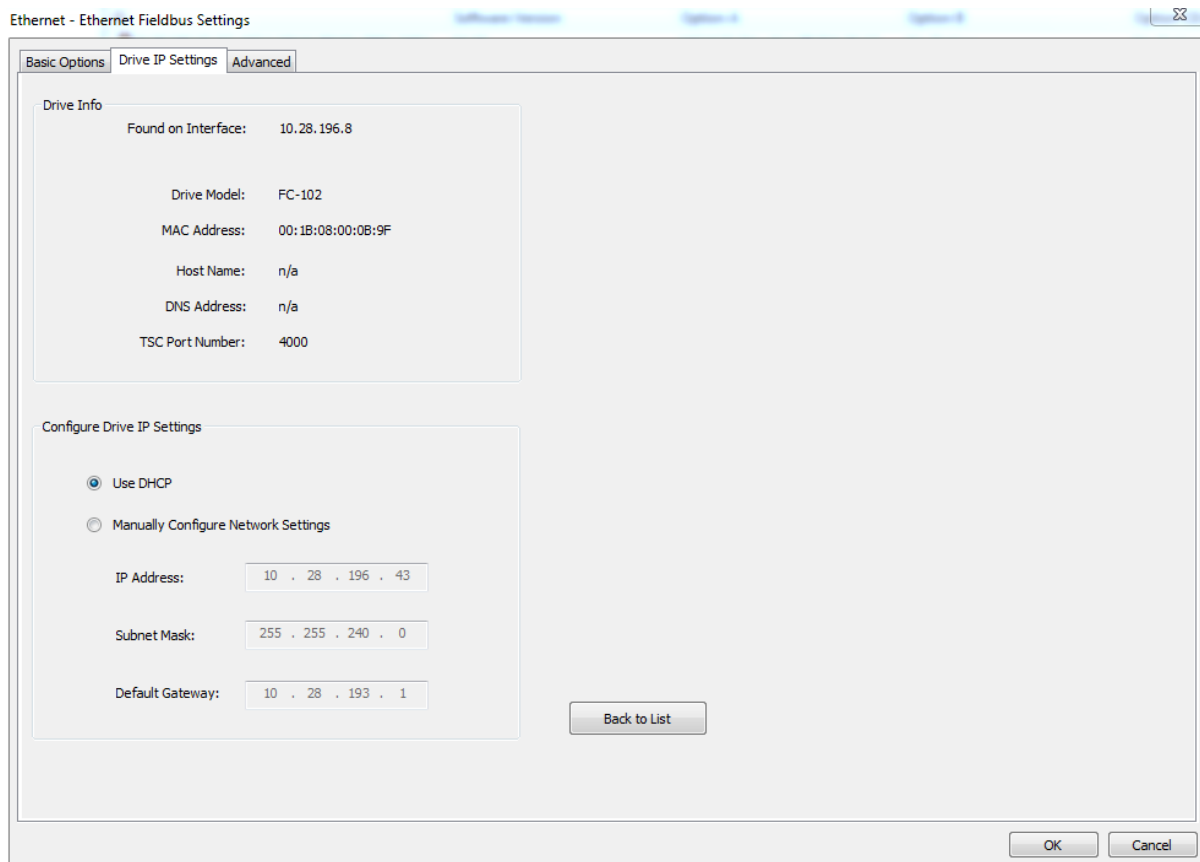 Ethernet - Ethernet Fieldbus Settings
Basic Options Drive IP Settings Advanced
Drive Info
Found on Interface: 10.28.196.8
Drive Model: FC-102
MAC Address: 00:1B:08:00:0B:9F
Host Name: n/a
DNS Address: n/a
TSC Port Number: 4000
Configure Drive IP Settings
Use DHCP
Manually Configure Network Settings
IP Address: 10 . 28 . 196 . 43
Subnet Mask: 255 . 255 . 240 . 0
Default Gateway: 10 . 28 . 193 . 1
Back to List
OK Cancel